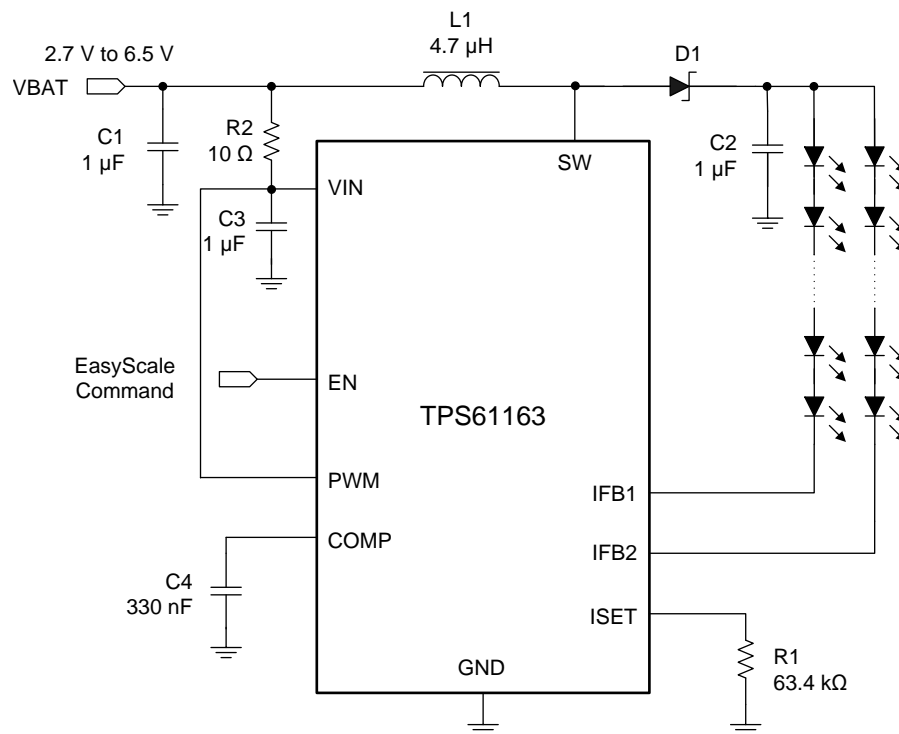 L1
4.7 µH
2.7 V to 6.5 V
VBAT
D1
C1
1 µF
R2
10 Ω
C2
1 µF
SW
VIN
C3
1 µF
EasyScale
Command
EN
TPS61163
PWM
IFB1
COMP
IFB2
C4
330 nF
ISET
R1
63.4 kΩ
GND